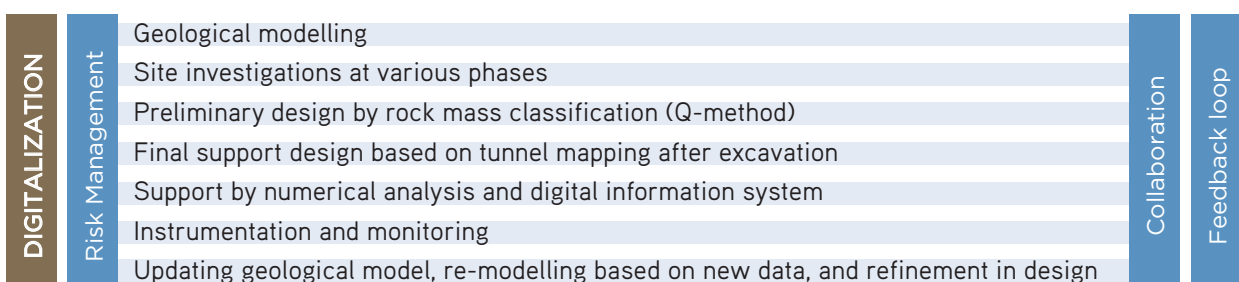 DIGITALIZATION
Risk Management
Geological modelling
Site investigations at various phases
Preliminary design by rock mass classification (Q-method)
Final support design based on tunnel mapping after excavation
Support by numerical analysis and digital information system
Instrumentation and monitoring
Updating geological model, re-modelling based on new data, and refinement in design
Collaboration
Feedback loop